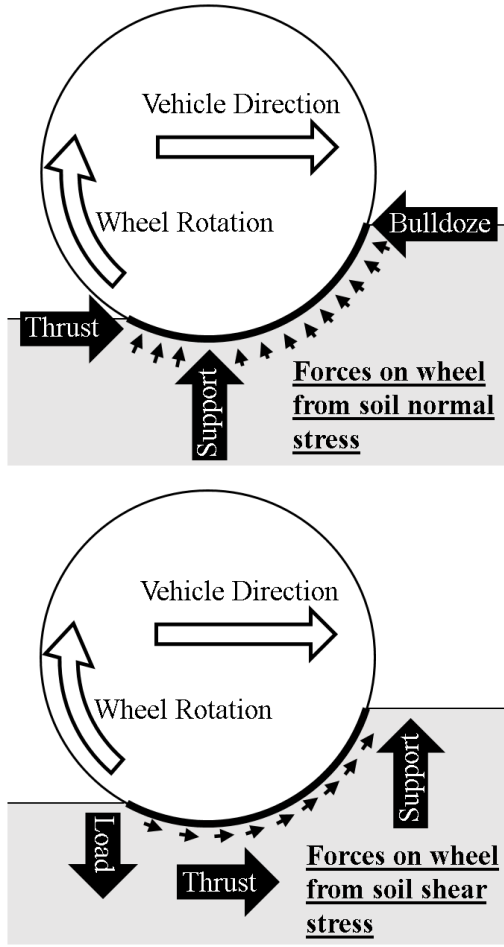 Vehicle Direction
Wheel Rotation
Bulldoze
Thrust
Support
Forces on wheel
from soil normal
stress
Vehicle Direction
Wheel Rotation
Support
Load
Thrust
Forces on wheel
from soil shear
stress